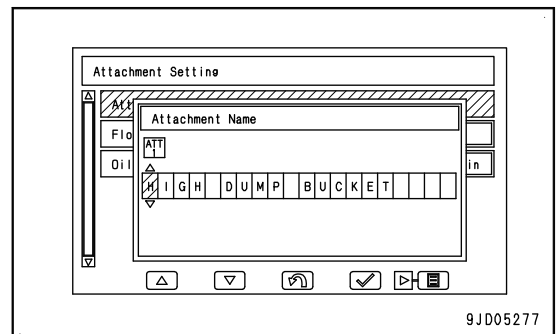 Attachment Setting
Att
Attachment Name
Flo
ATT
1
Oil
in
HIGH DUMP BUCKET
9JD05277